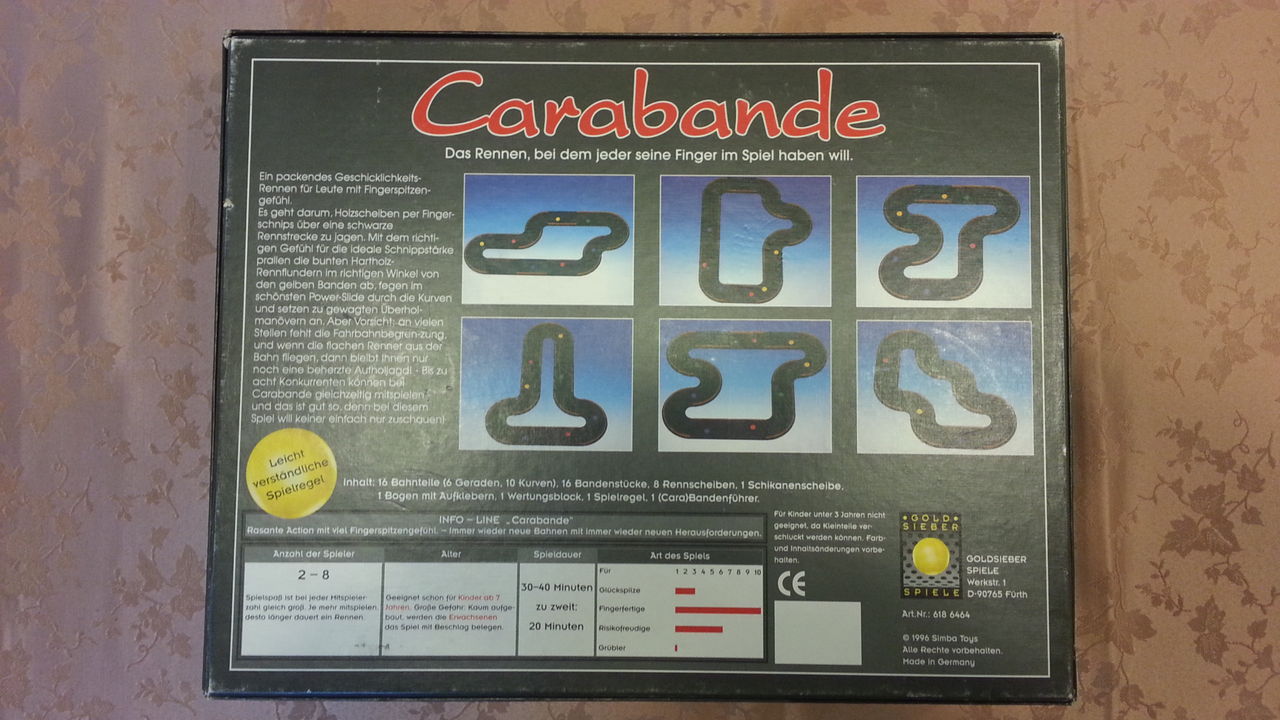 Carabande
Das Rennen, bei dem jeder seine Finger im Spiel haben will.
Ein packendes Geschicklichkeits-
Rennen für Leute mit Fingerspitzen-
gefühl.
Es geht darum, Holzscheiben per Finger-
schnips über eine schwarze
Rennstrecke zu jagen. Mit dem richti-
gen Gefühl für die ideale Schnippstärke
prallen die bunten Hartholz-
Rennflundern im richtigen Winkel von
den gelben Banden ab, fegen im
schönsten Power-Slide durch die Kurven
und setzen zu gewagten Überhol-
manövern an. Aber Vorsicht: an vielen
Stellen fehlt die Fahrbahnbegrenzung,
und wenn die flachen Renner aus der
Bahn fliegen, dann bleibt Ihnen nur
noch eine beherzte Aufholjagd! - Bis zu
acht Konkurrenten können bei
Carabande gleichzeitig mitspielen -
und das ist gut so, denn bei diesem
Spiel will keiner einfach nur zuschauen!
Leicht
verständliche
Spielregel
Inhalt: 16 Bahnteile (6 Geraden, 10 Kurven), 16 Bandenstücke, 8 Rennscheiben, 1 Schikanenscheibe,
1 Bogen mit Aufklebern, 1 Wertungsblock, 1 Spielregel, 1 (Cara)Bandenführer.
INFO – LINE „Carabande"
Rasante Action mit viel Fingerspitzengefühl. – Immer wieder neue Bahnen mit immer wieder neuen Herausforderungen.
Anzahl der Spieler
2 – 8
Spielspaß ist bei jeder Mitspieler-
zahl gleich groß. Je mehr mitspielen,
desto länger dauert ein Rennen.
Alter
Geeignet schon für Kinder ab 7
Jahren. Große Gefahr: Kaum aufge-
baut, werden die Erwachsenen
das Spiel mit Beschlag belegen.
Spieldauer
30–40 Minuten
zu zweit:
20 Minuten
Art des Spiels
Für 1 2 3 4 5 6 7 8 9 10
Glückspilze
Fingerfertige
Risikofreudige
Grübler
Für Kinder unter 3 Jahren nicht
geeignet, da Kleinteile ver-
schluckt werden können. Farb-
und Inhaltsänderungen vorbe-
halten.
CE
GOLD
SIEBER
SPIELE
GOLDSIEBER
SPIELE
Werkstr. 1
D-90765 Fürth
Art.Nr.: 618 6464
© 1996 Simba Toys
Alle Rechte vorbehalten.
Made in Germany